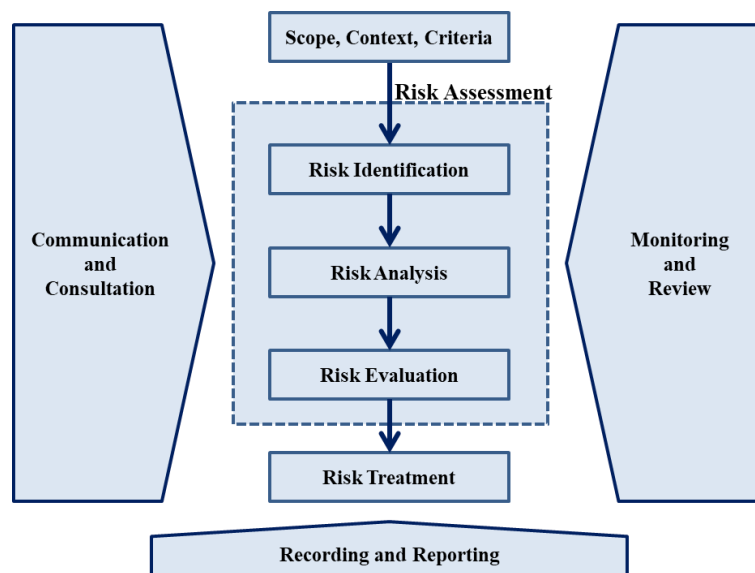 Scope, Context, Criteria
Risk Assessment
Risk Identification
Communication
and
Consultation
Risk Analysis
Monitoring
and
Review
Risk Evaluation
Risk Treatment
Recording and Reporting